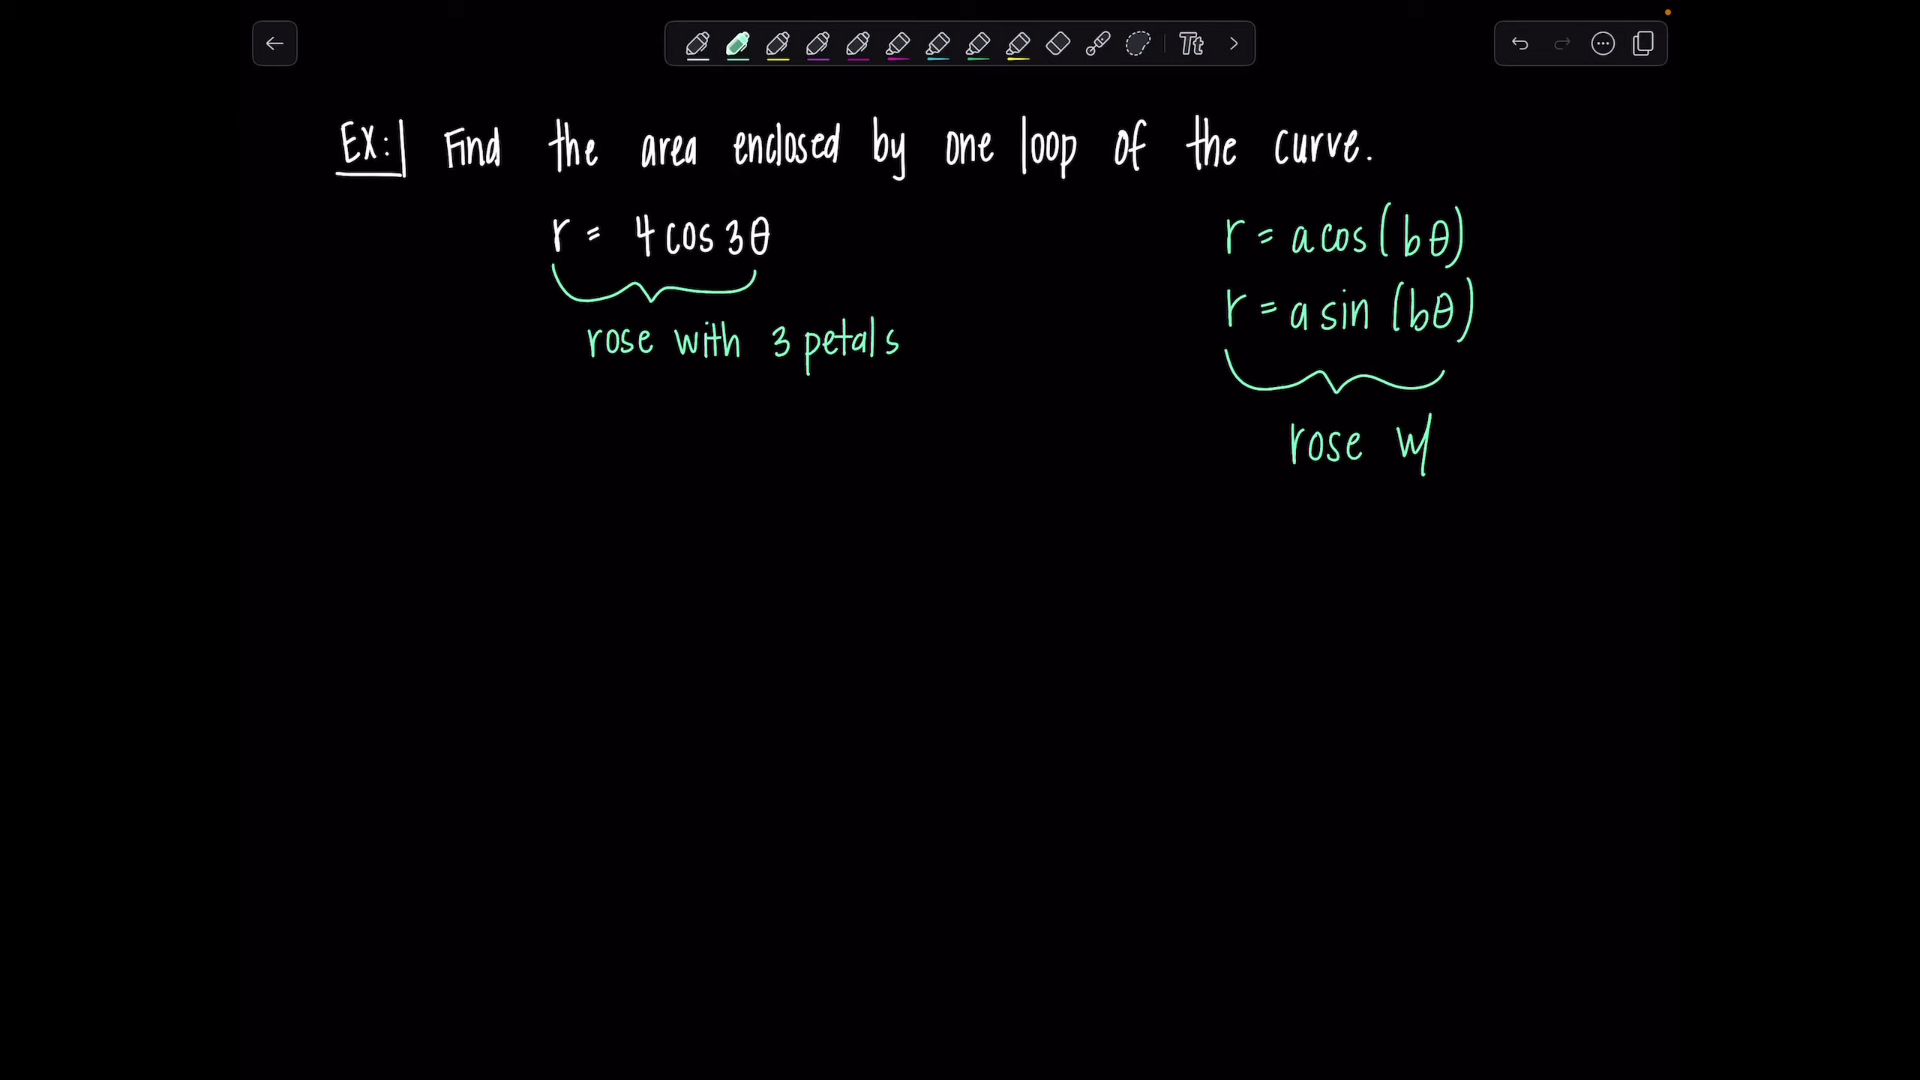 Tt
EX: Find the area enclosed by one loop of the curve.
r = 4 cos 3θ
rose with 3 petals
r = a cos (bθ)
r = a sin (bθ)
rose w/